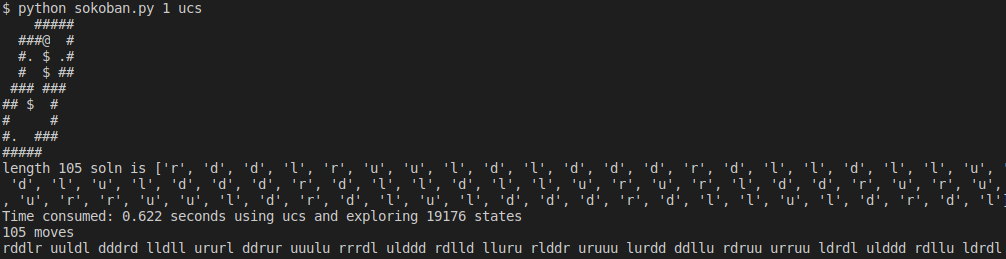 $ python sokoban.py 1 ucs
    #####
  ###@  #
  #. $ .#
  #  $ ##
 ### ###
## $  #
#     #
#.  ###
#####
length 105 soln is ['r', 'd', 'd', 'l', 'r', 'u', 'u', 'l', 'd', 'l', 'd', 'd', 'd', 'r', 'd', 'l', 'l', 'd', 'l', 'l', 'u', '
 'd', 'l', 'u', 'l', 'd', 'd', 'd', 'r', 'd', 'l', 'l', 'd', 'l', 'l', 'u', 'r', 'u', 'r', 'l', 'd', 'd', 'r', 'u', 'r', 'u',
, 'u', 'r', 'r', 'u', 'u', 'l', 'd', 'r', 'd', 'l', 'u', 'l', 'd', 'd', 'd', 'r', 'd', 'l', 'l', 'u', 'l', 'd', 'r', 'd', 'l']
Time consumed: 0.622 seconds using ucs and exploring 19176 states
105 moves
rddlr uuldl dddrd lldll ururl ddrur uuulu rrrdl ulddd rdlld lluru rlddr uruuu lurdd ddllu rdruu urruu ldrdl ulddd rdllu ldrdl